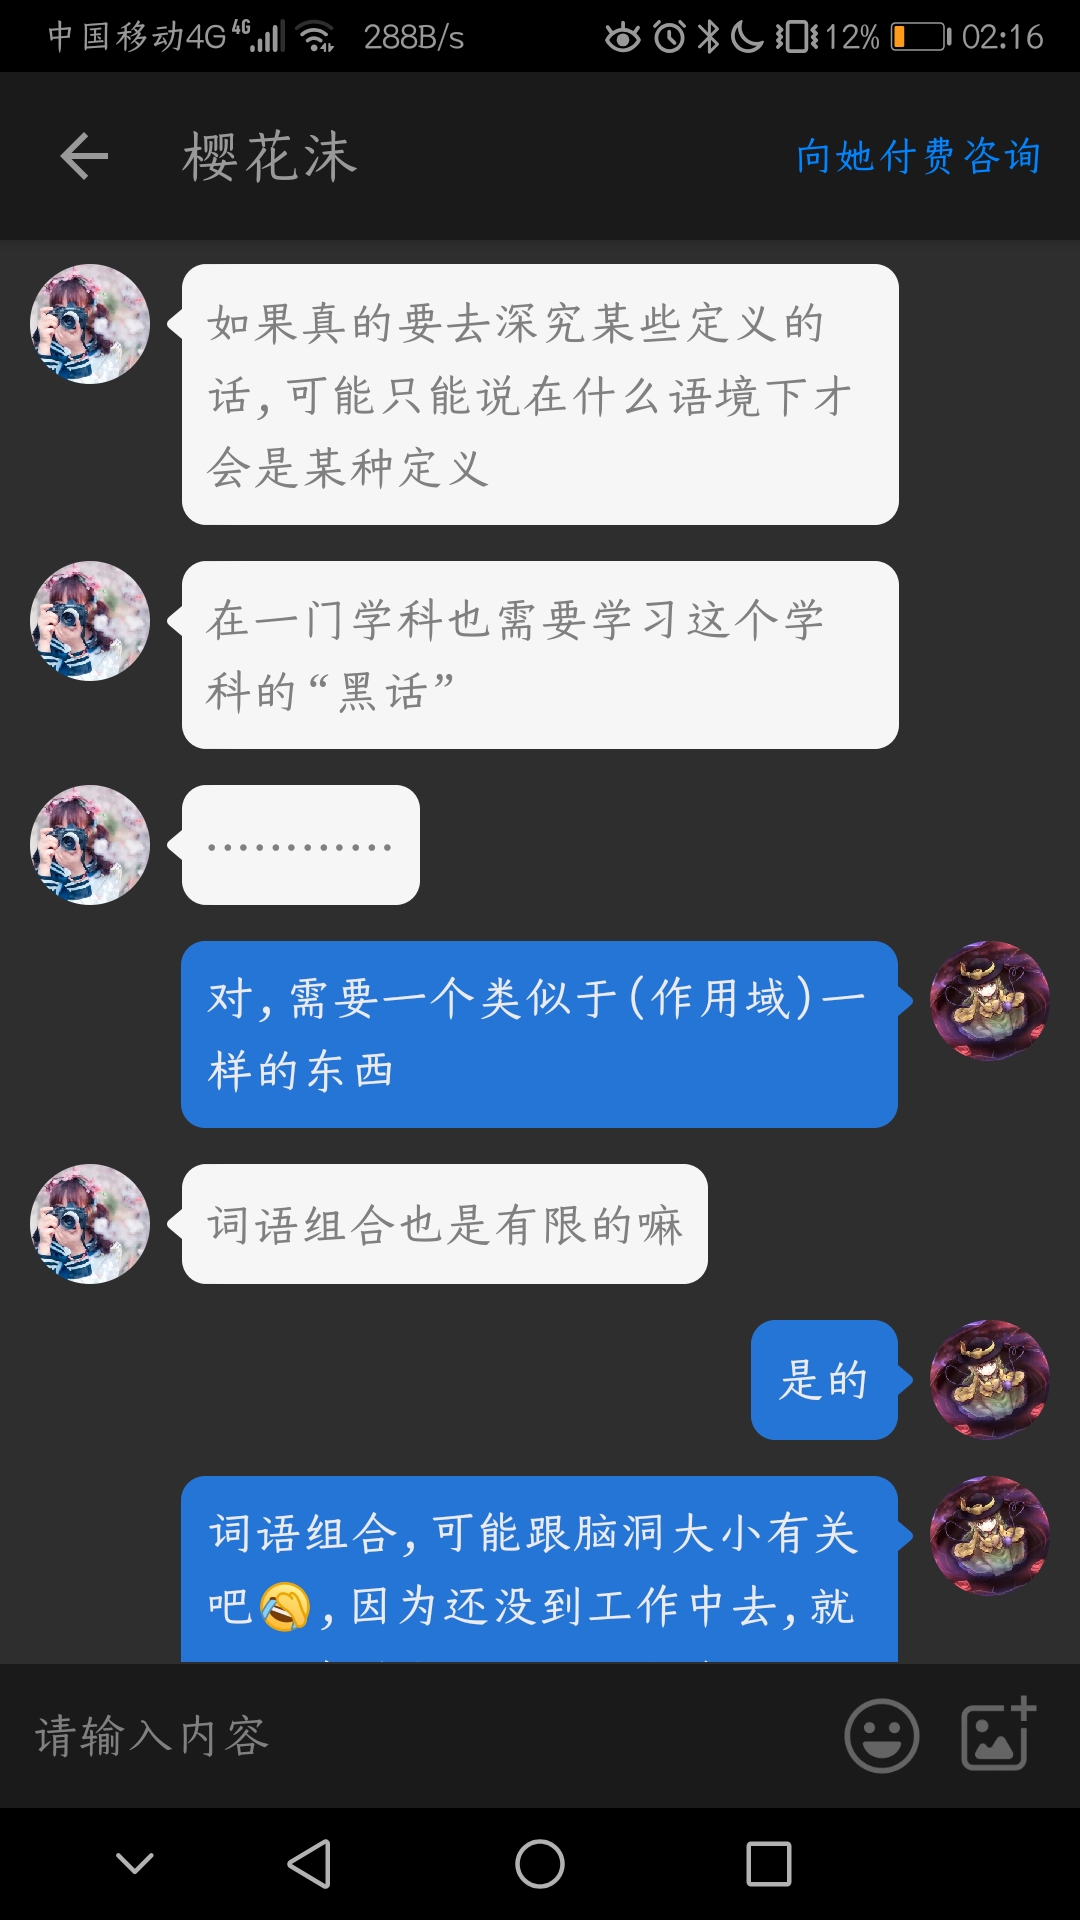 中国移动4G 4G 288B/s 12% 02:16
樱花沫 向她付费咨询
如果真的要去深究某些定义的
话,可能只能说在什么语境下才
会是某种定义
在一门学科也需要学习这个学
科的“黑话”
…………
对,需要一个类似于(作用域)一
样的东西
词语组合也是有限的嘛
是的
词语组合,可能跟脑洞大小有关
吧🤣,因为还没到工作中去,就
请输入内容